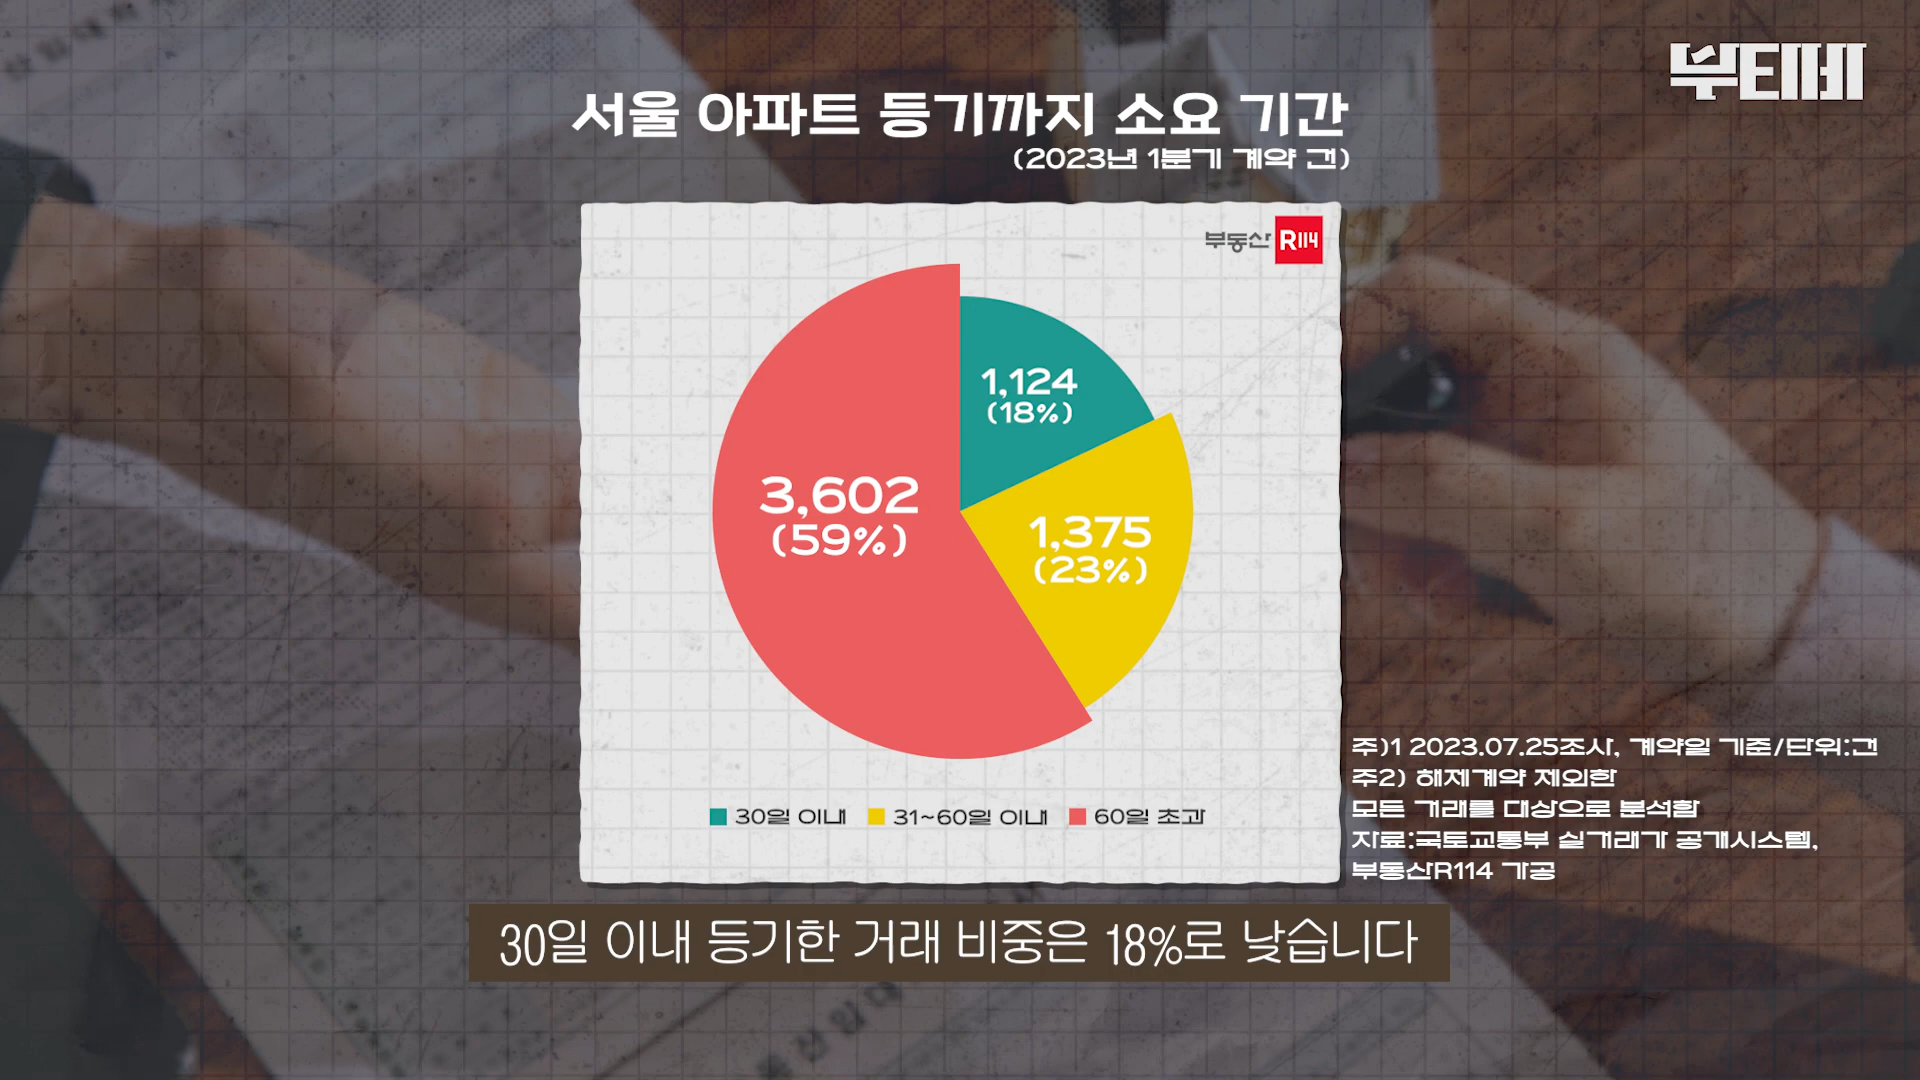 부티비
서울 아파트 등기까지 소요 기간
(2023년 1분기 계약 건)
부동산 R114
1,124
(18%)
3,602
(59%)
1,375
(23%)
30일 이내 31~60일 이내 60일 초과
주)1 2023.07.25조사, 계약일 기준/단위:건
주2) 해제계약 제외한
모든 거래를 대상으로 분석함
자료:국토교통부 실거래가 공개시스템,
부동산R114 가공
30일 이내 등기한 거래 비중은 18%로 낮습니다